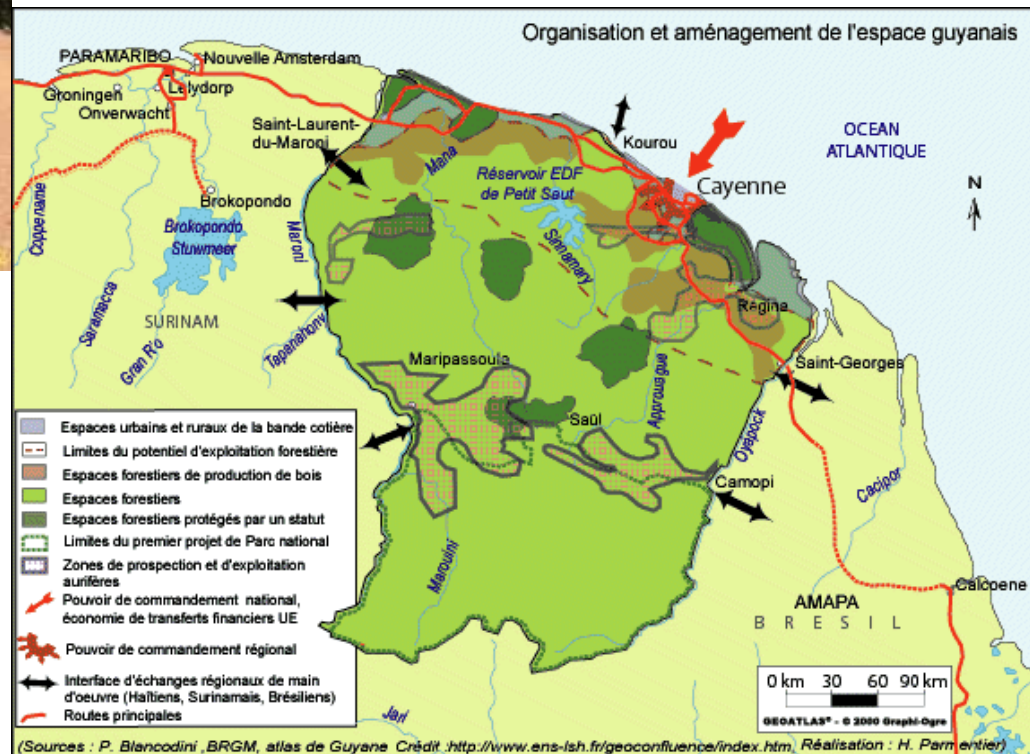 Organisation et aménagement de l'espace guyanais
PARAMARIBO
Nouvelle Amsterdam
Groningen
Lelydorp
Onverwacht
Saint-Laurent-
du-Maroni
Mana
Kourou
OCEAN
ATLANTIQUE
Réservoir EDF
de Petit Saut
Cayenne
N
Coppename
Brokopondo
Brokopondo
Stuwmeer
Maroni
Sinnamary
Saramacca
SURINAM
Gran R'o
Tapanahony
Régina
Approuague
Saint-Georges
Maripassoula
Saül
Oyapock
Camopi
Cacipor
Marouini
Calcoene
AMAPA
BRESIL
Jari
Espaces urbains et ruraux de la bande cotière
Limites du potentiel d'exploitation forestière
Espaces forestiers de production de bois
Espaces forestiers
Espaces forestiers protégés par un statut
Limites du premier projet de Parc national
Zones de prospection et d'exploitation
aurifères
Pouvoir de commandement national,
économie de transferts financiers UE
Pouvoir de commandement régional
Interface d'échanges régionaux de main
d'oeuvre (Haïtiens, Surinamais, Brésiliens)
Routes principales
0 km 30 60 90 km
GEOATLAS® - © 2000 Graphi-Ogre
(Sources : P. Blancodini ,BRGM, atlas de Guyane Crédit :http://www.ens-lsh.fr/geoconfluence/index.htm, Réalisation : H. Parmentier)